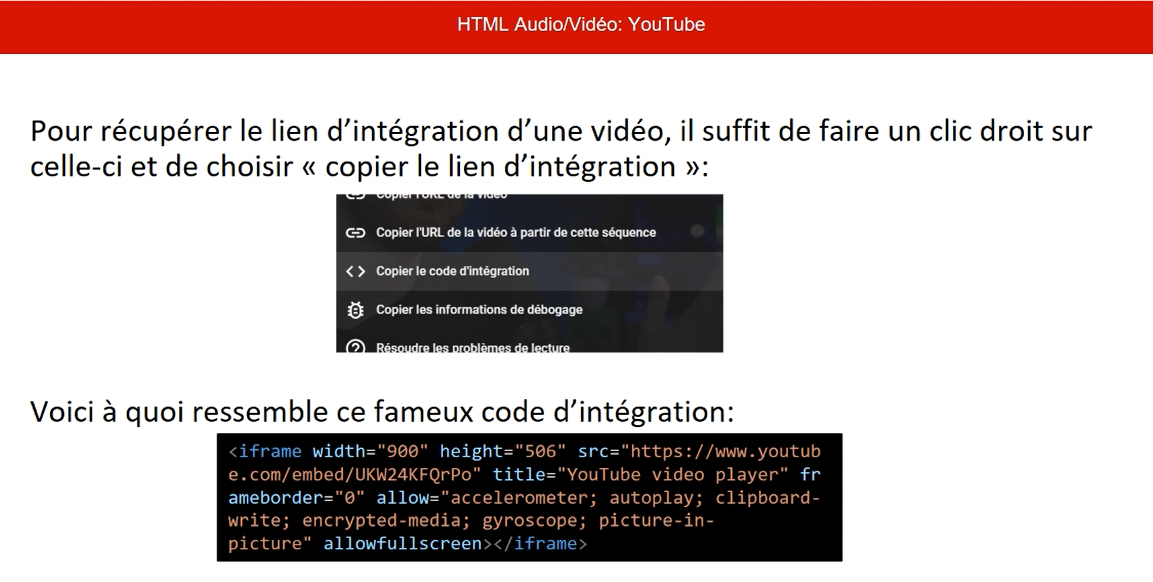 HTML Audio/Vidéo: YouTube
Pour récupérer le lien d’intégration d’une vidéo, il suffit de faire un clic droit sur
celle-ci et de choisir « copier le lien d’intégration »:
Copier l'URL de la vidéo
Copier l'URL de la vidéo à partir de cette séquence
Copier le code d'intégration
Copier les informations de débogage
Résoudre les problèmes de lecture
Voici à quoi ressemble ce fameux code d’intégration:
<iframe width="900" height="506" src="https://www.youtub
e.com/embed/UKW24KFQrPo" title="YouTube video player" fr
ameborder="0" allow="accelerometer; autoplay; clipboard-
write; encrypted-media; gyroscope; picture-in-
picture" allowfullscreen></iframe>